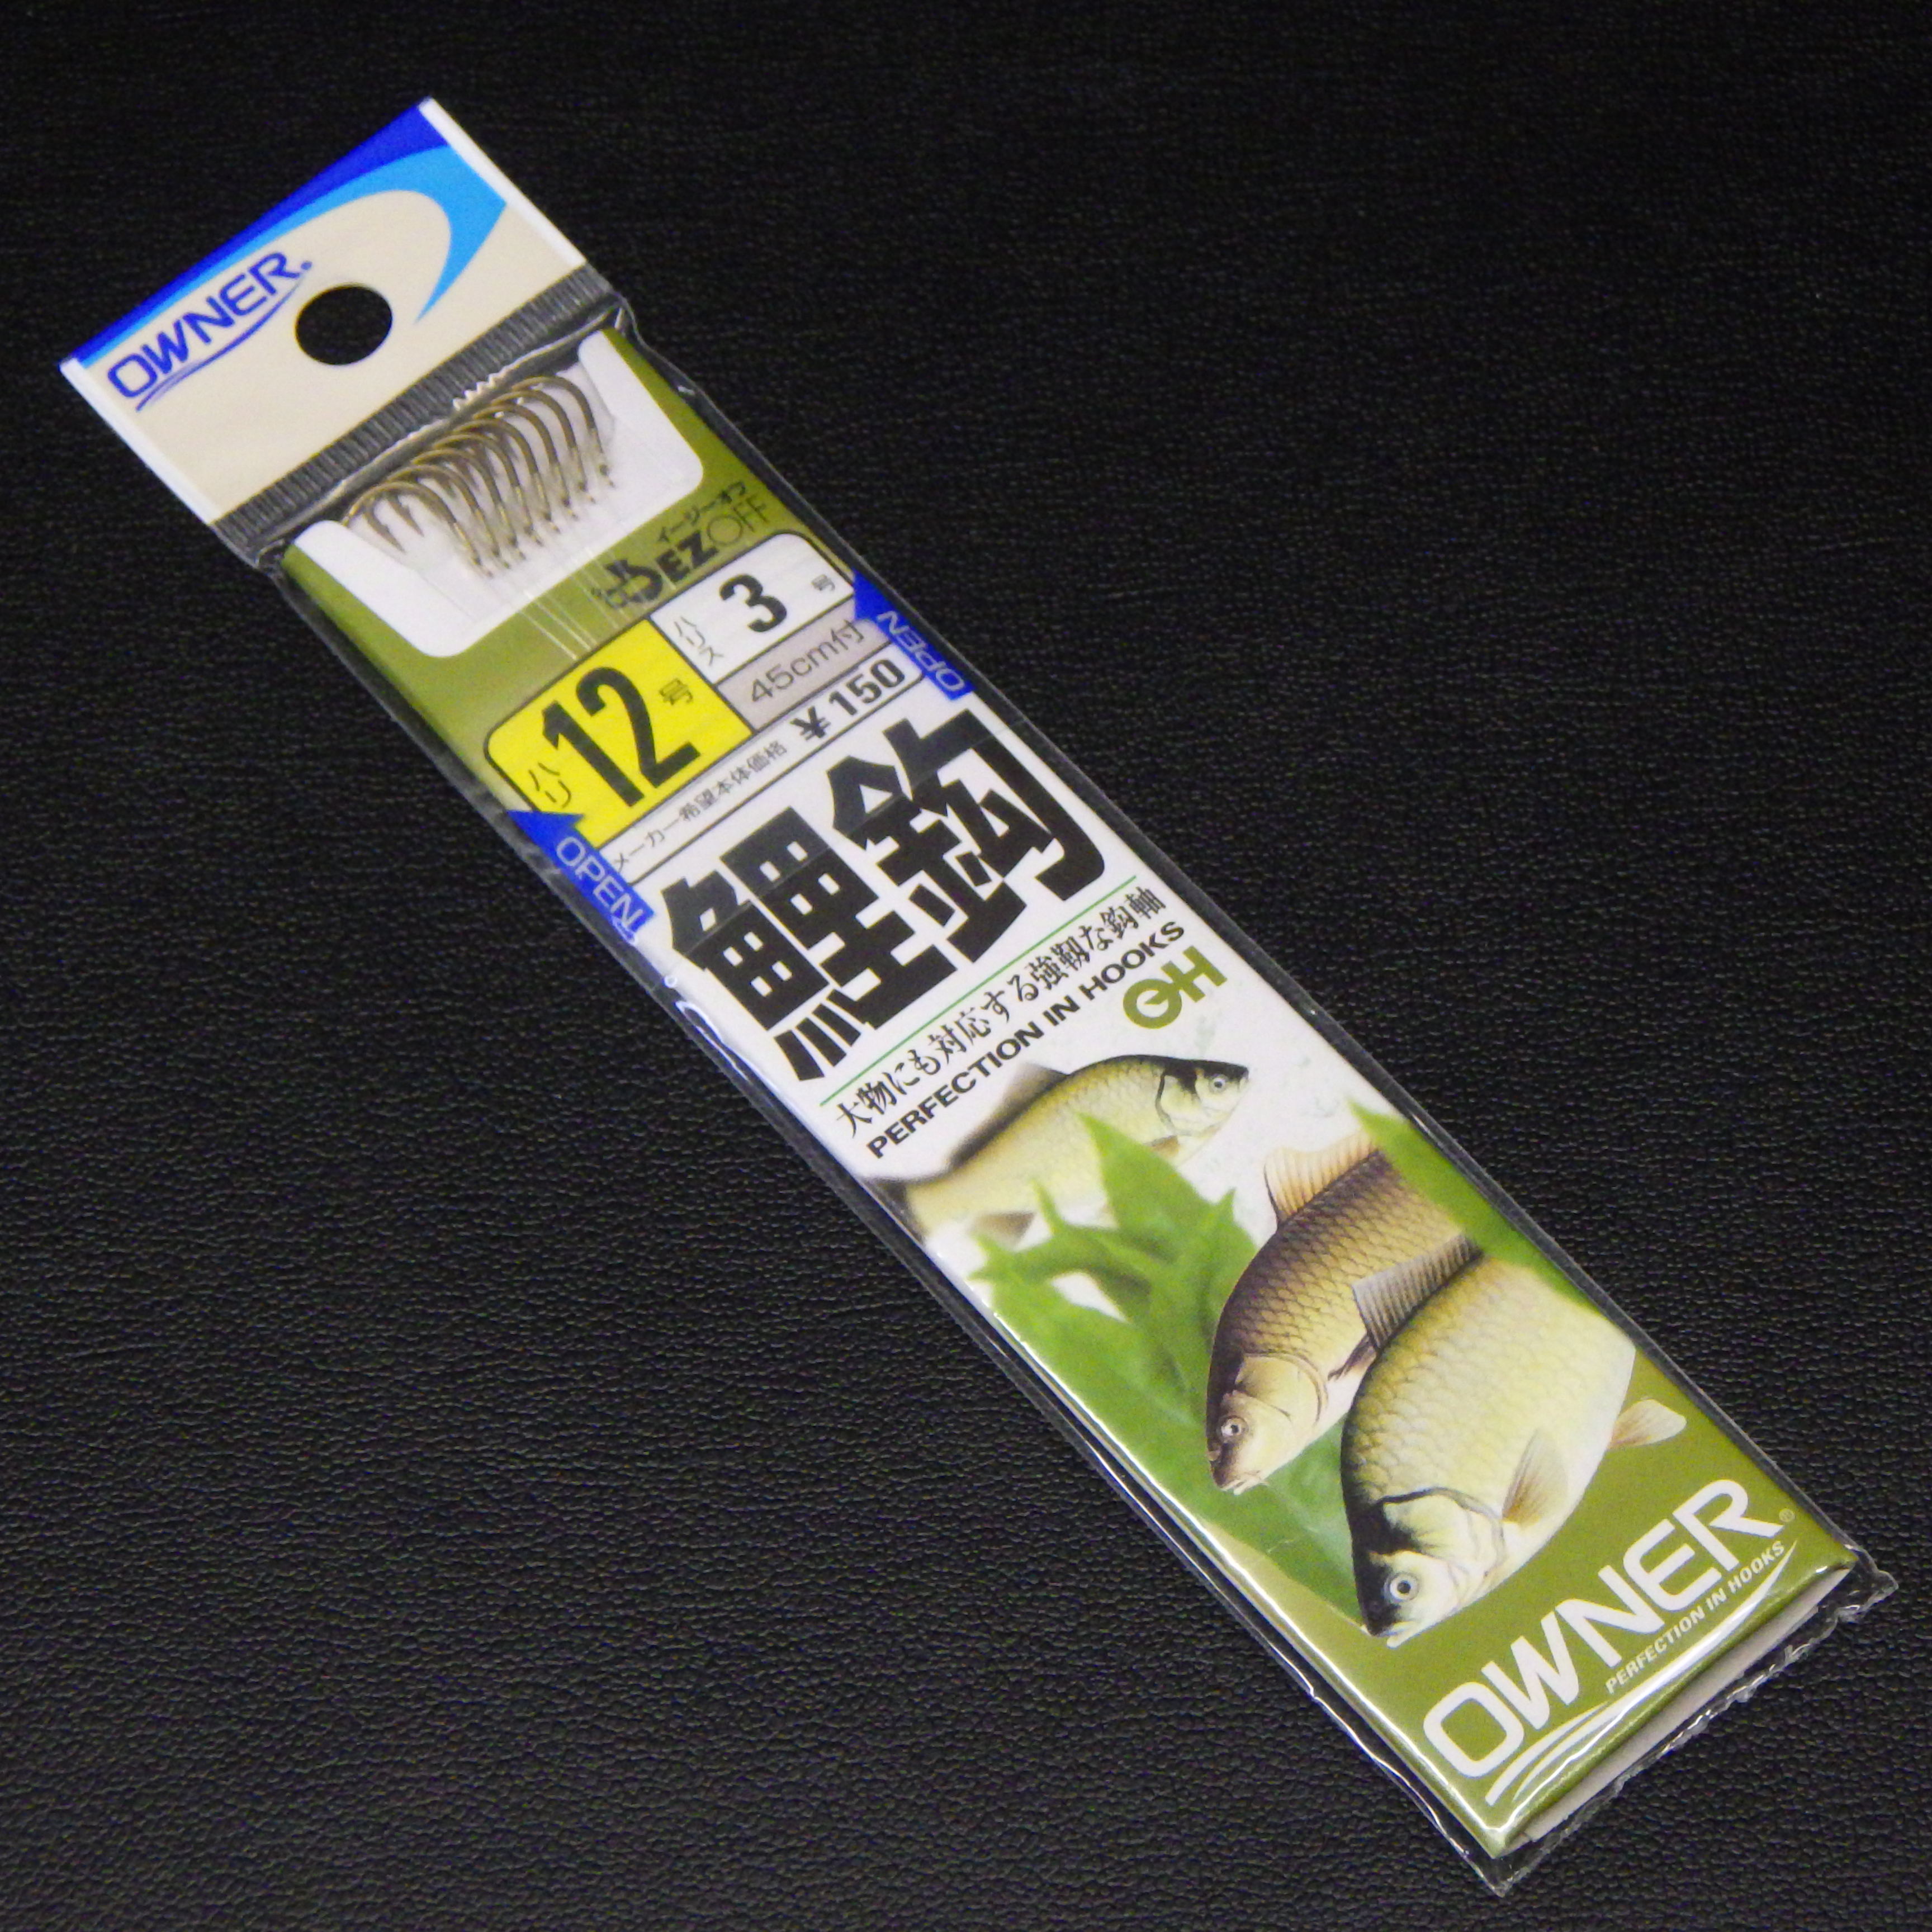 OWNER®
イージーオフ
EZOFF
ハリ 12号
ハリス 3号
45cm付
メーカー希望本体価格 ¥150
OPEN
OPEN
鯉鈎
大物にも対応する強靭な鈎軸
PERFECTION IN HOOKS
OH
OWNER®
PERFECTION IN HOOKS